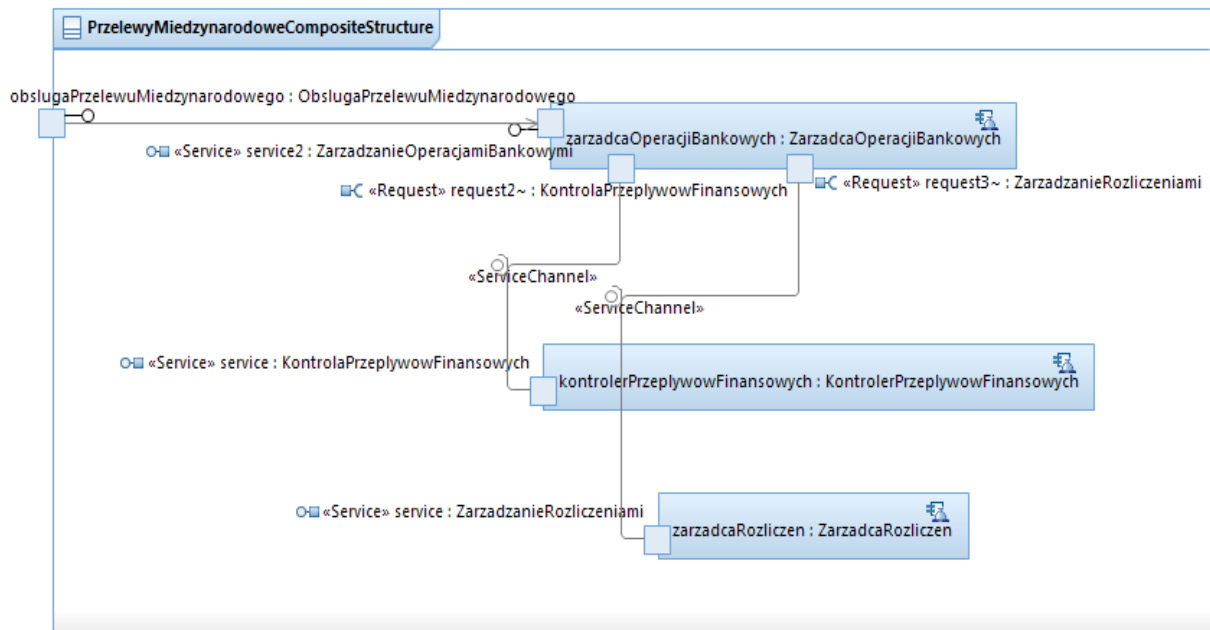 PrzelewyMiedzynarodoweCompositeStructure
obslugaPrzelewuMiedzynarodowego : ObslugaPrzelewuMiedzynarodowego
zarzadcaOperacjiBankowych : ZarzadcaOperacjiBankowych
«Service» service2 : ZarzadzanieOperacjamiBankowymi
«Request» request2~ : KontrolaPrzeplywowFinansowych
«Request» request3~ : ZarzadzanieRozliczeniami
«ServiceChannel»
«ServiceChannel»
«Service» service : KontrolaPrzeplywowFinansowych
kontrolerPrzeplywowFinansowych : KontrolerPrzeplywowFinansowych
«Service» service : ZarzadzanieRozliczeniami
zarzadcaRozliczen : ZarzadcaRozliczen